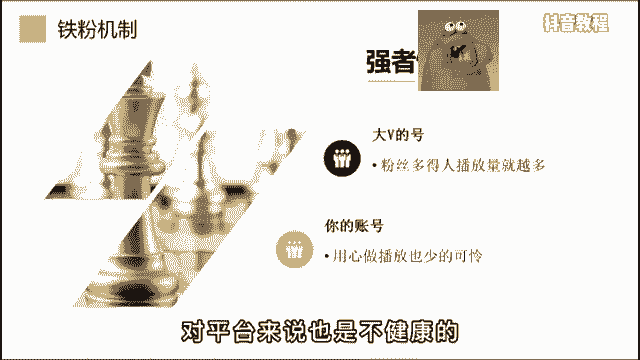 铁粉机制
抖音教程
强者
大V的号
•粉丝多得人播放量就越多
你的账号
•用心做播放也少的可怜
对平台来说也是不健康的